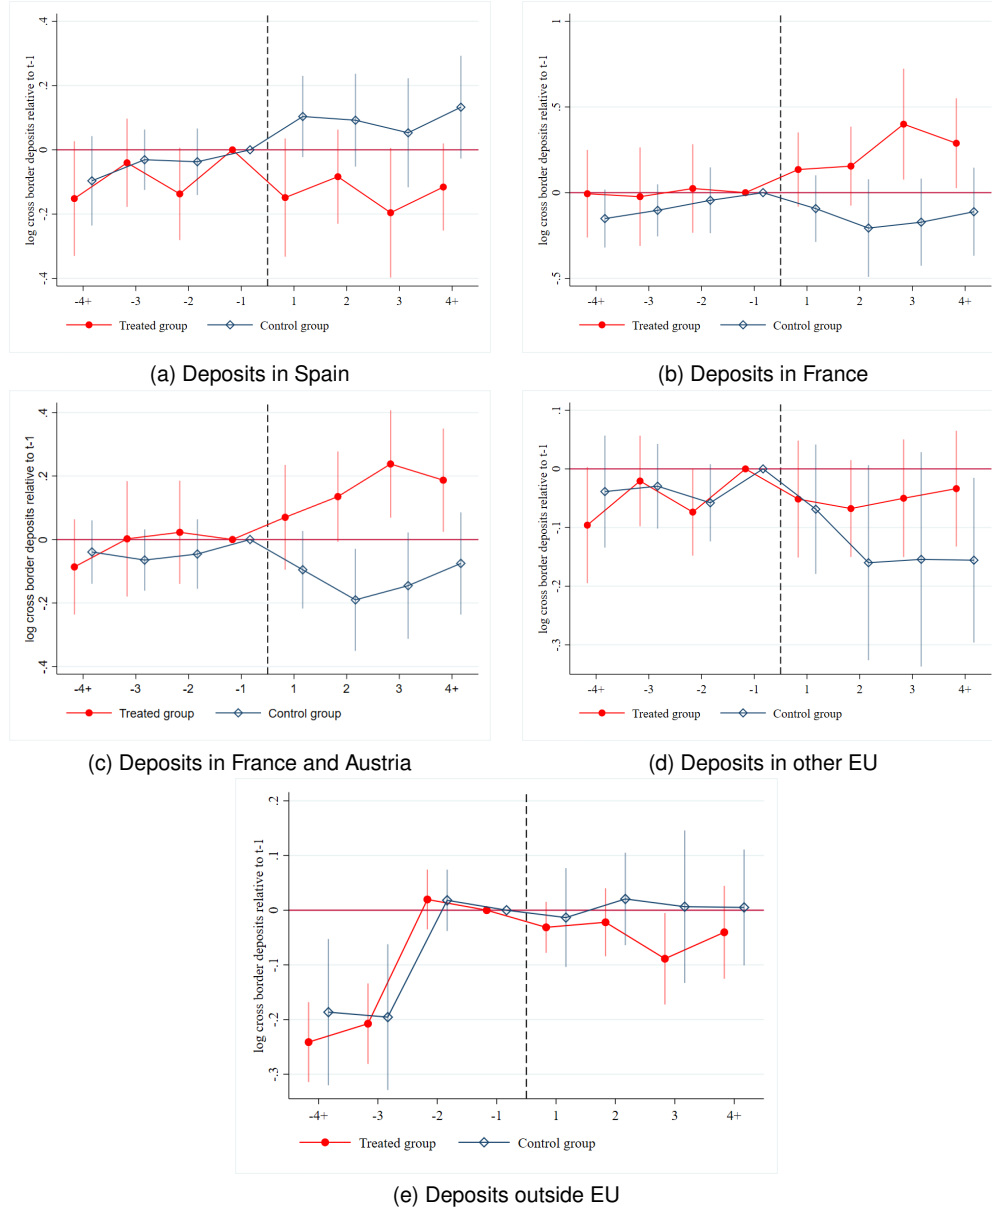 log cross border deposits relative to t-1
.4
.2
0
-.2
-.4
-4+ -3 -2 -1 1 2 3 4+
Treated group Control group
(a) Deposits in Spain
log cross border deposits relative to t-1
1
.5
0
-.5
-4+ -3 -2 -1 1 2 3 4+
Treated group Control group
(b) Deposits in France
log cross border deposits relative to t-1
.4
.2
0
-.2
-.4
-4+ -3 -2 -1 1 2 3 4+
Treated group Control group
(c) Deposits in France and Austria
log cross border deposits relative to t-1
.1
0
-.1
-.2
-.3
-4+ -3 -2 -1 1 2 3 4+
Treated group Control group
(d) Deposits in other EU
log cross border deposits relative to t-1
.2
.1
0
-.1
-.2
-.3
-4+ -3 -2 -1 1 2 3 4+
Treated group Control group
(e) Deposits outside EU